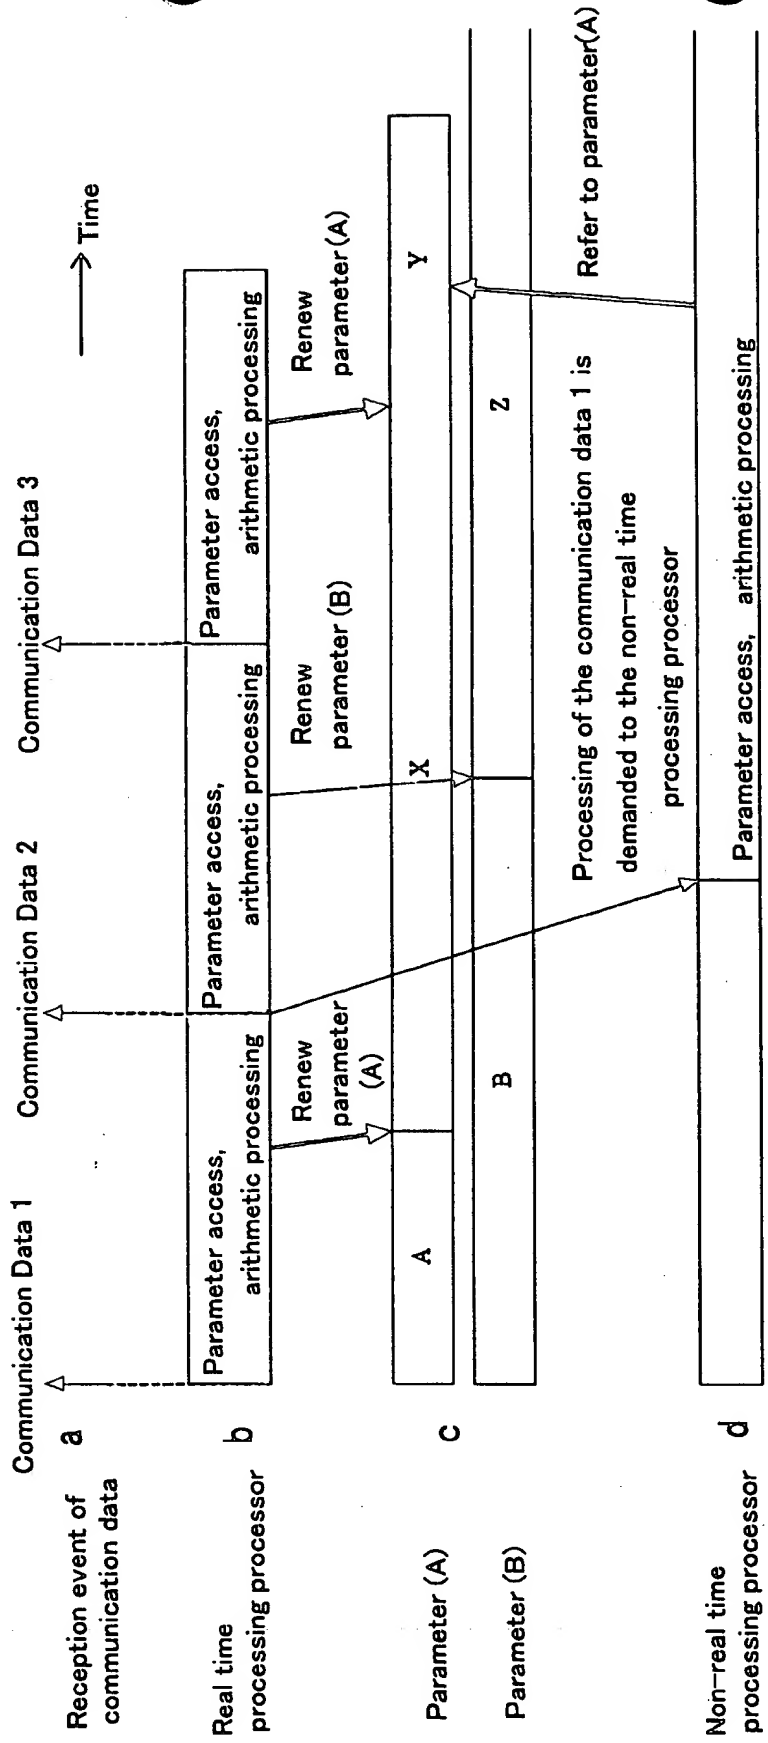 Communication Data 1
Communication Data 2
Communication Data 3
Time
a
Reception event of
communication data
b
Real time
processing processor
Parameter access,
arithmetic processing
Parameter access,
arithmetic processing
Parameter access,
arithmetic processing
Renew
parameter
(A)
Renew
parameter (B)
Renew
parameter(A)
c
Parameter (A)
A
X
Y
Parameter (B)
B
Z
Processing of the communication data 1 is
demanded to the non-real time
processing processor
Refer to parameter(A)
d
Non-real time
processing processor
Parameter access, arithmetic processing